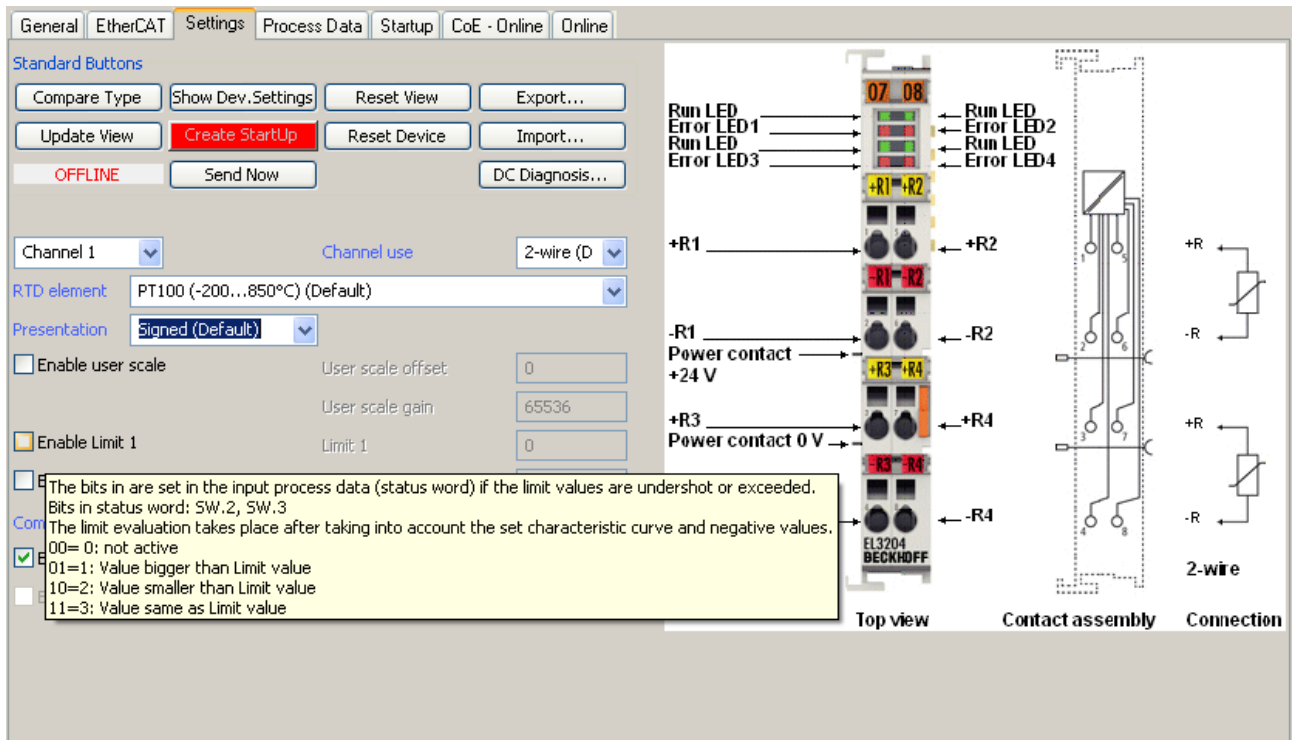 General EtherCAT Settings Process Data Startup CoE - Online Online
Standard Buttons
Compare Type Show Dev.Settings Reset View Export...
Update View Create StartUp Reset Device Import...
OFFLINE Send Now DC Diagnosis...
Channel 1 Channel use 2-wire (D
RTD element PT100 (-200...850°C) (Default)
Presentation Signed (Default)
Enable user scale User scale offset 0
User scale gain 65536
Enable Limit 1 Limit 1 0
The bits in are set in the input process data (status word) if the limit values are undershot or exceeded.
Bits in status word: SW.2, SW.3
The limit evaluation takes place after taking into account the set characteristic curve and negative values.
00= 0: not active
01=1: Value bigger than Limit value
10=2: Value smaller than Limit value
11=3: Value same as Limit value
07 08
Run LED Run LED
Error LED1 Error LED2
Run LED Run LED
Error LED3 Error LED4
+R1 +R2
+R1 +R2 +R
1 5
-R1 -R2
-R1 -R2 -R
2 6
Power contact
+24 V
+R3 +R4
+R3 +R4 +R
3 7
Power contact 0 V
-R3 -R4
-R4 -R
4 8
EL3204
BECKHOFF
2-wire
Top view Contact assembly Connection